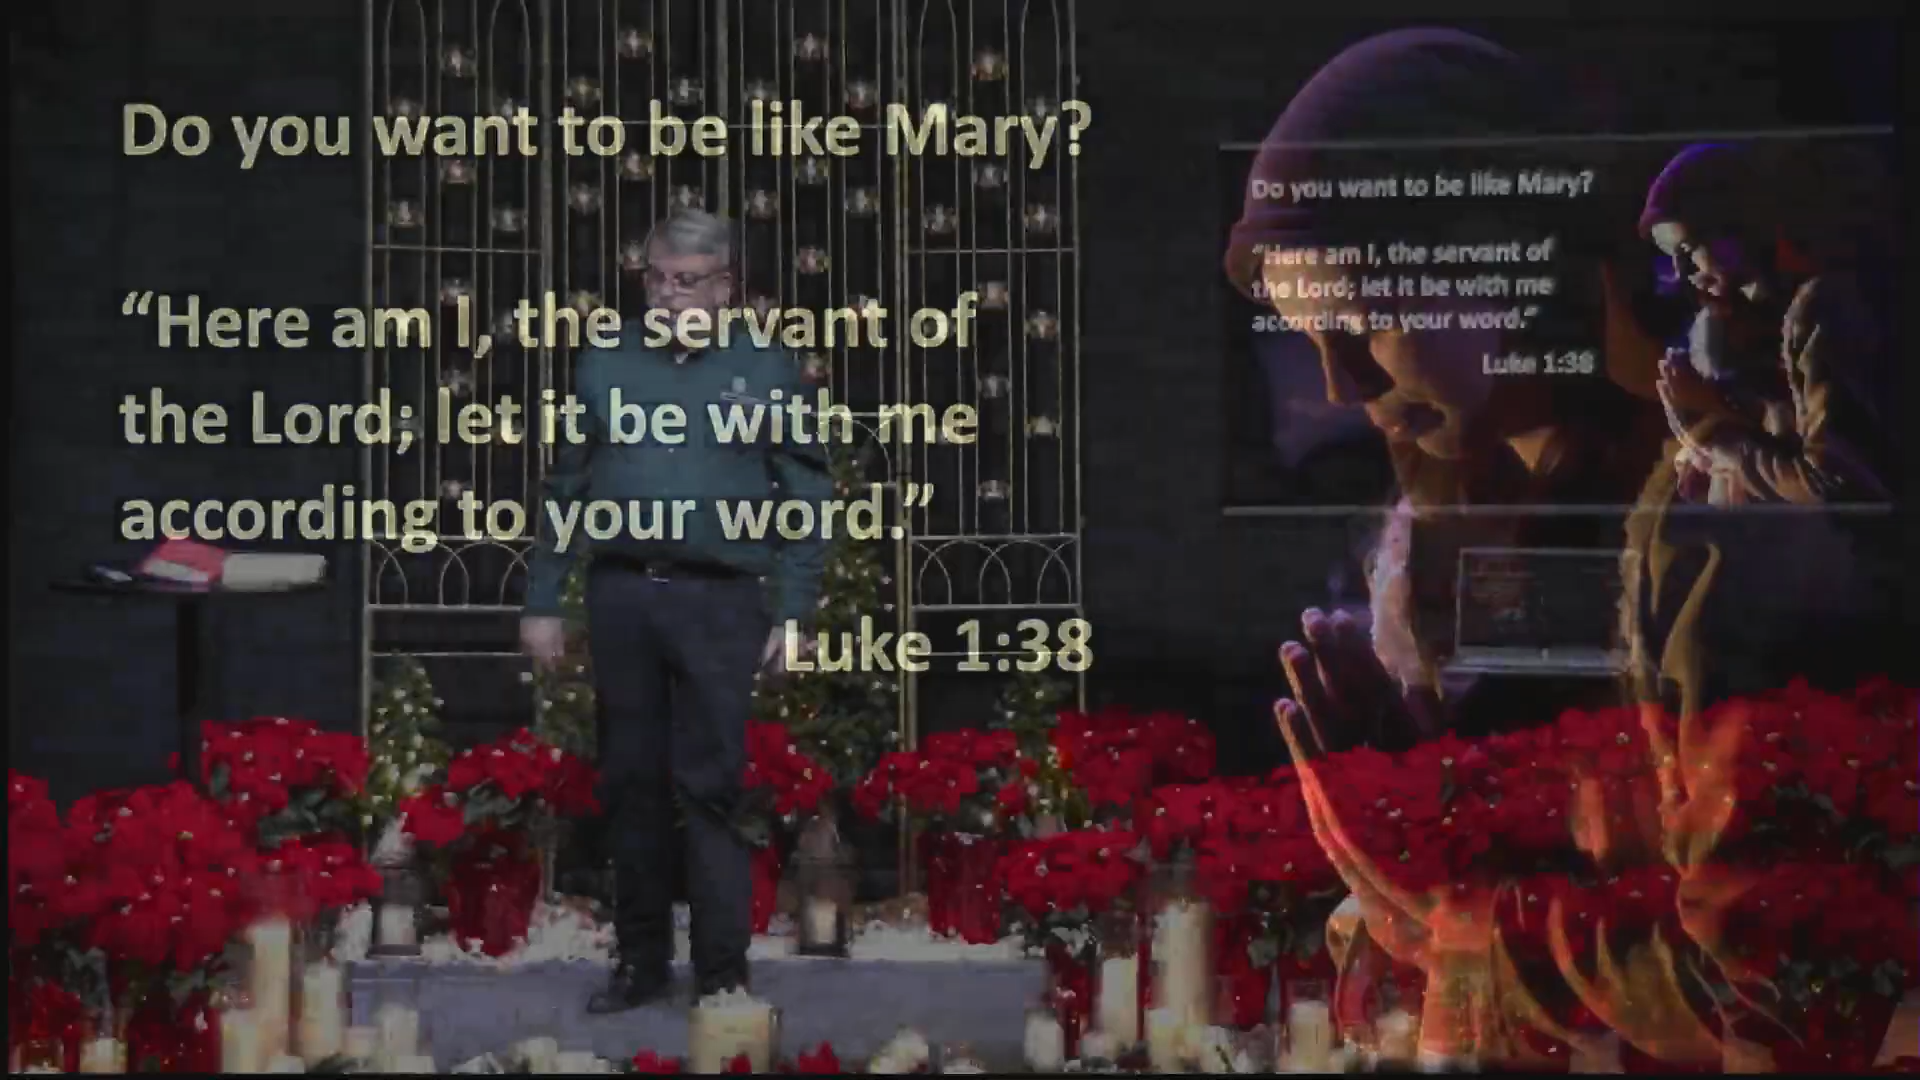 Do you want to be like Mary?
“Here am I, the servant of
the Lord; let it be with me
according to your word.”
Luke 1:38
Do you want to be like Mary?
“Here am I, the servant of
the Lord; let it be with me
according to your word.”
Luke 1:38